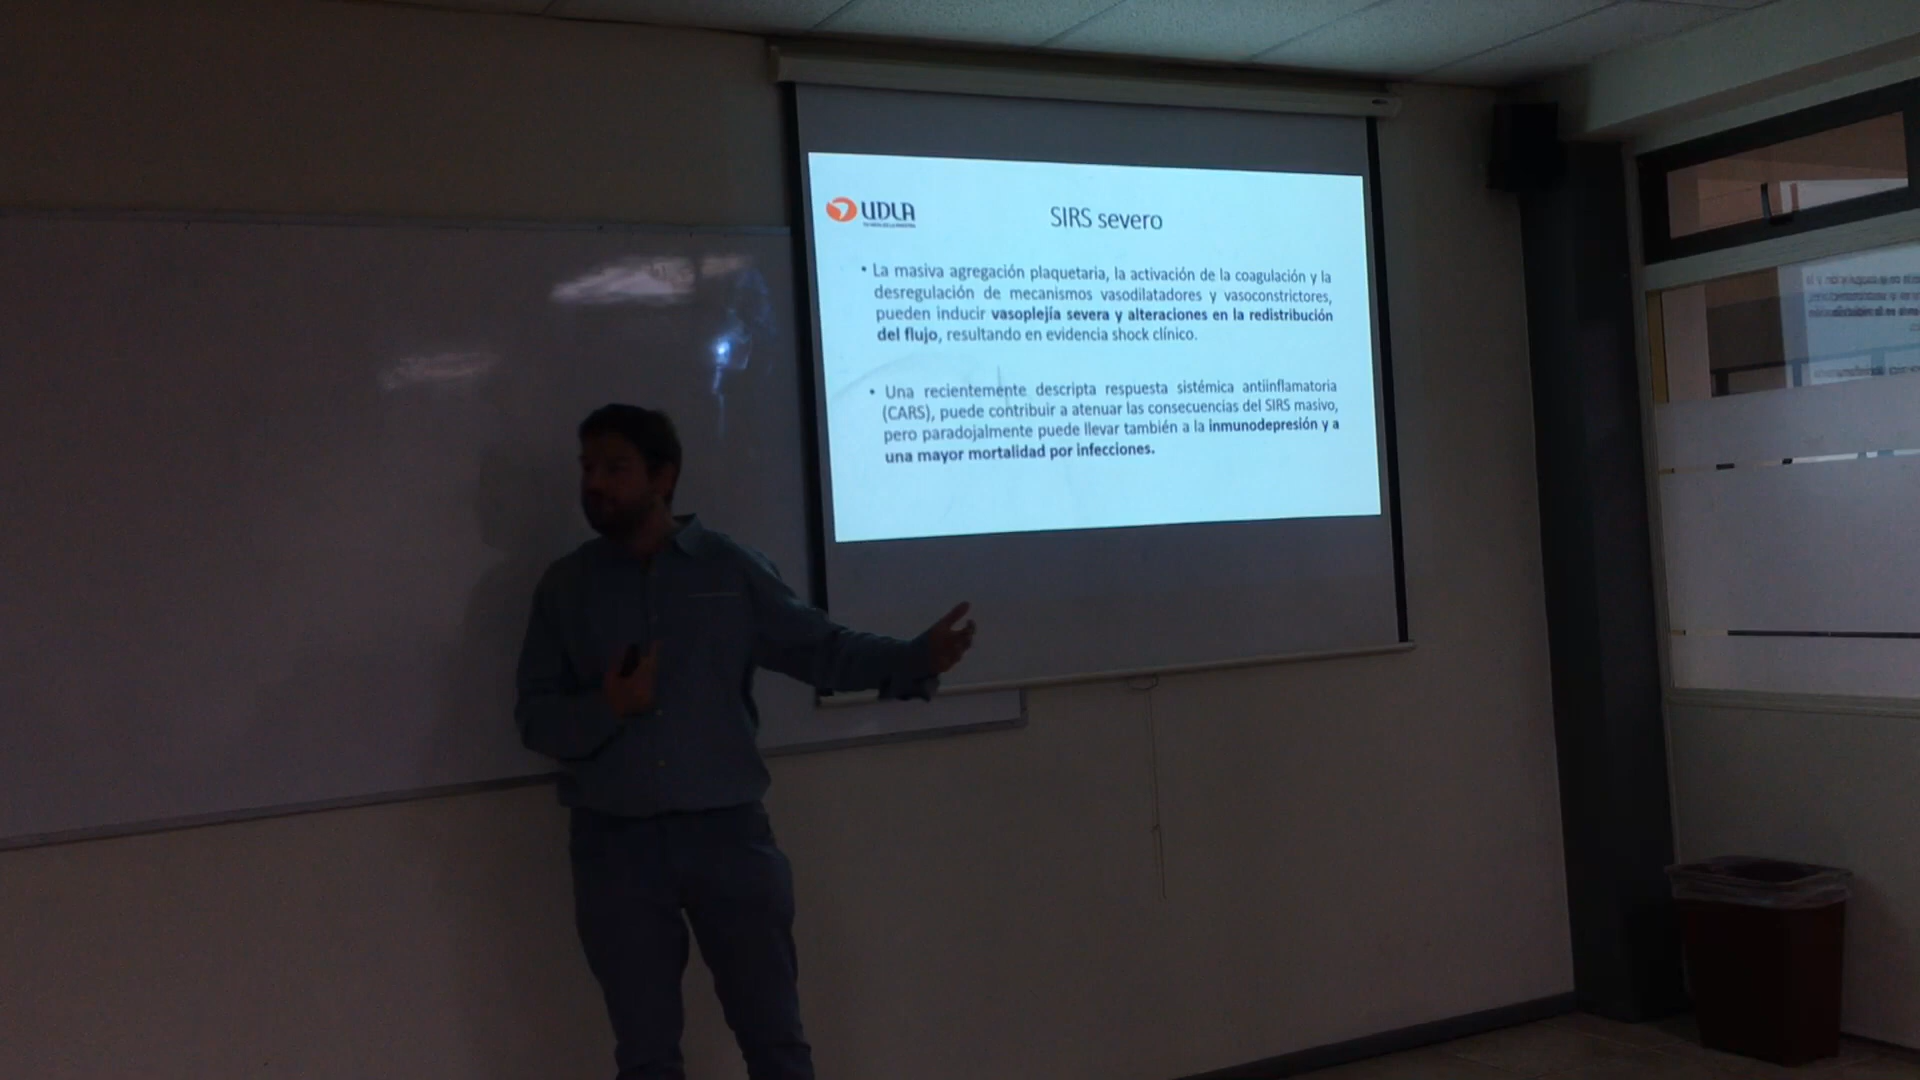 UDLA
SIRS severo
• La masiva agregación plaquetaria, la activación de la coagulación y la
desregulación de mecanismos vasodilatadores y vasoconstrictores,
pueden inducir vasoplejía severa y alteraciones en la redistribución
del flujo, resultando en evidencia shock clínico.
• Una recientemente descripta respuesta sistémica antiinflamatoria
(CARS), puede contribuir a atenuar las consecuencias del SIRS masivo,
pero paradojalmente puede llevar también a la inmunodepresión y a
una mayor mortalidad por infecciones.